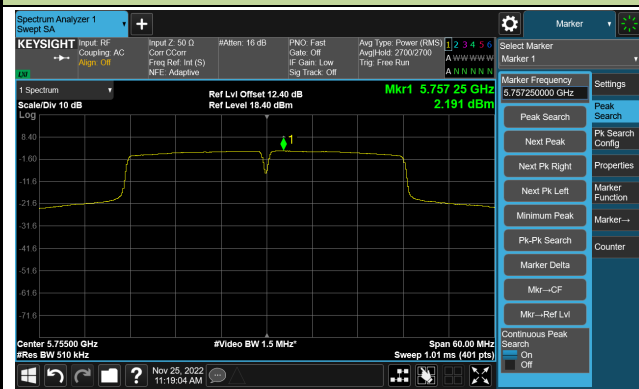 Spectrum Analyzer 1
Swept SA
+
Marker
KEYSIGHT
Input: RF
Coupling: AC
Align: Off
Input Z: 50 Ω
Corr CCorr
Freq Ref: Int (S)
NFE: Adaptive
#Atten: 16 dB
PNO: Fast
Gate: Off
IF Gain: Low
Sig Track: Off
Avg Type: Power (RMS)
Avg|Hold: 2700/2700
Trig: Free Run
1 2 3 4 5 6
A W W W W W
A N N N N N
LXI
Select Marker
Marker 1
1 Spectrum
Scale/Div 10 dB
Log
Ref Lvl Offset 12.40 dB
Ref Level 18.40 dBm
Mkr1 5.757 25 GHz
2.191 dBm
8.40
-1.60
-11.6
-21.6
-31.6
-41.6
-51.6
-61.6
-71.6
1
Center 5.75500 GHz
#Res BW 510 kHz
#Video BW 1.5 MHz*
Span 60.00 MHz
Sweep 1.01 ms (401 pts)
Marker Frequency
5.757250000 GHz
Peak Search
Next Peak
Next Pk Right
Next Pk Left
Minimum Peak
Pk-Pk Search
Marker Delta
Mkr→CF
Mkr→Ref Lvl
Continuous Peak
Search
On
Off
Settings
Peak
Search
Pk Search
Config
Properties
Marker
Function
Marker→
Counter
?
Nov 25, 2022
11:19:04 AM